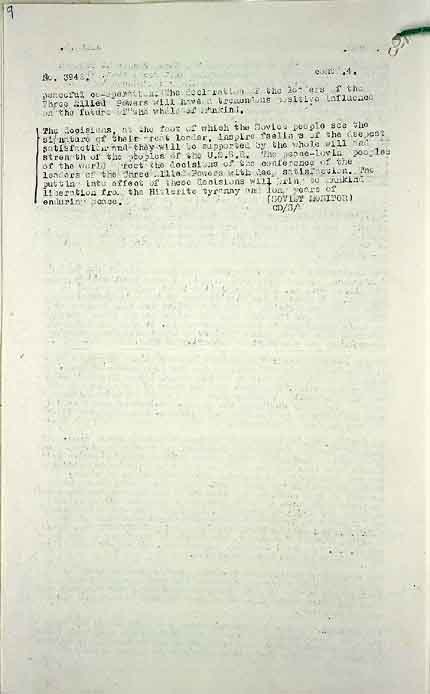 9
No. 3942. cont. 4.
peaceful co-operation. The declaration of the leaders of the
Three Allied Powers will have a tremendous positive influence
on the future of the whole of mankind.
The decisions, at the foot of which the Soviet people see the
signature of their great leader, inspire feelings of the deepest
satisfaction and they will be supported by the whole will and
strength of the peoples of the U.S.S.R. The peace-loving peoples
of the world greet the decisions of the conference of the
leaders of the Three Allied Powers with deep satisfaction. The
putting into effect of these decisions will bring to mankind
liberation from the Hitlerite tyranny and long years of
enduring peace. (SOVIET MONITOR)